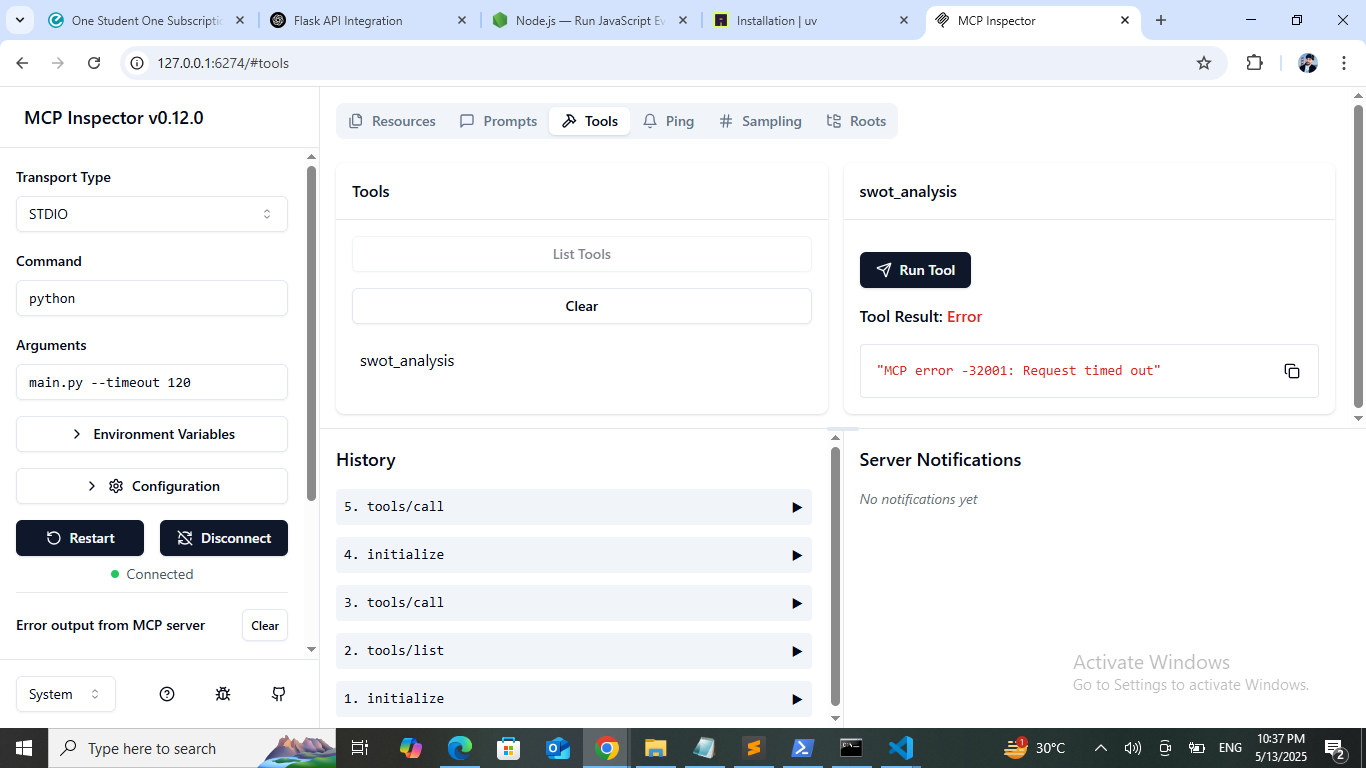 One Student One Subscriptio
Flask API Integration
Node.js — Run JavaScript Ev
Installation | uv
MCP Inspector
127.0.0.1:6274/#tools
MCP Inspector v0.12.0
Transport Type
STDIO
Command
python
Arguments
main.py --timeout 120
Environment Variables
Configuration
Restart
Disconnect
Connected
Error output from MCP server
Clear
System
Resources
Prompts
Tools
Ping
Sampling
Roots
Tools
List Tools
Clear
swot_analysis
swot_analysis
Run Tool
Tool Result: Error
"MCP error -32001: Request timed out"
History
5. tools/call
4. initialize
3. tools/call
2. tools/list
1. initialize
Server Notifications
No notifications yet
Activate Windows
Go to Settings to activate Windows.
Type here to search
1
30°C
ENG
10:37 PM
5/13/2025
2